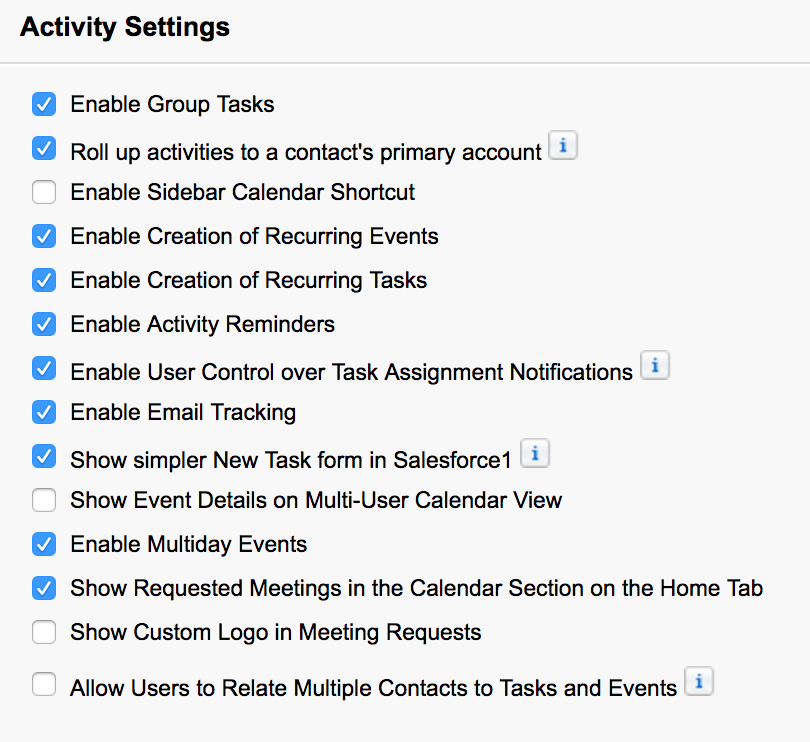 Activity Settings
Enable Group Tasks
Roll up activities to a contact's primary account i
Enable Sidebar Calendar Shortcut
Enable Creation of Recurring Events
Enable Creation of Recurring Tasks
Enable Activity Reminders
Enable User Control over Task Assignment Notifications i
Enable Email Tracking
Show simpler New Task form in Salesforce1 i
Show Event Details on Multi-User Calendar View
Enable Multiday Events
Show Requested Meetings in the Calendar Section on the Home Tab
Show Custom Logo in Meeting Requests
Allow Users to Relate Multiple Contacts to Tasks and Events i